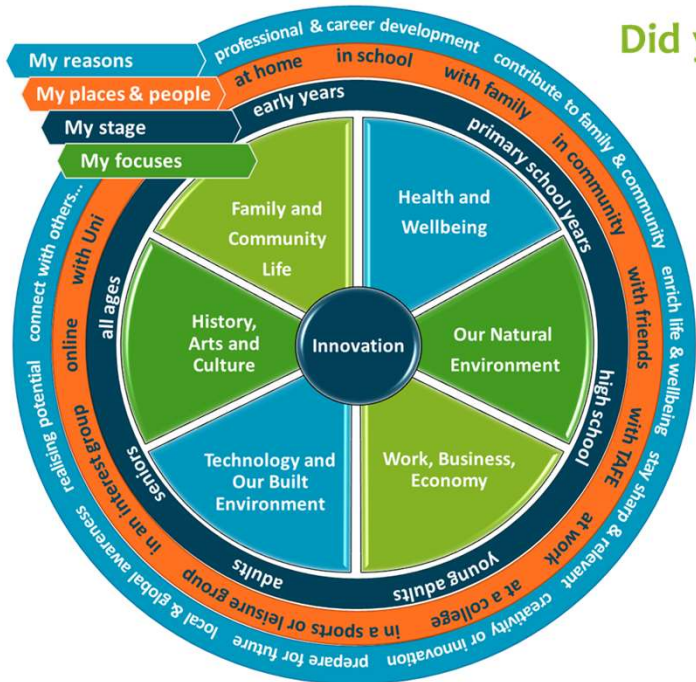 Did
My reasons
My places & people
My stage
My focuses
professional & career development
contribute to family & community
enrich life & wellbeing
stay sharp & relevant
creativity or innovation
prepare for future
local & global awareness
realising potential
connect with others...
at home
in school
with family
in community
with friends
with TAFE
at work
at a college
in a sports or leisure group
in an interest group
online
with Uni
early years
primary school years
high school
young adults
adults
seniors
all ages
Family and
Community
Life
Health and
Wellbeing
History,
Arts and
Culture
Innovation
Our Natural
Environment
Technology and
Our Built
Environment
Work, Business,
Economy